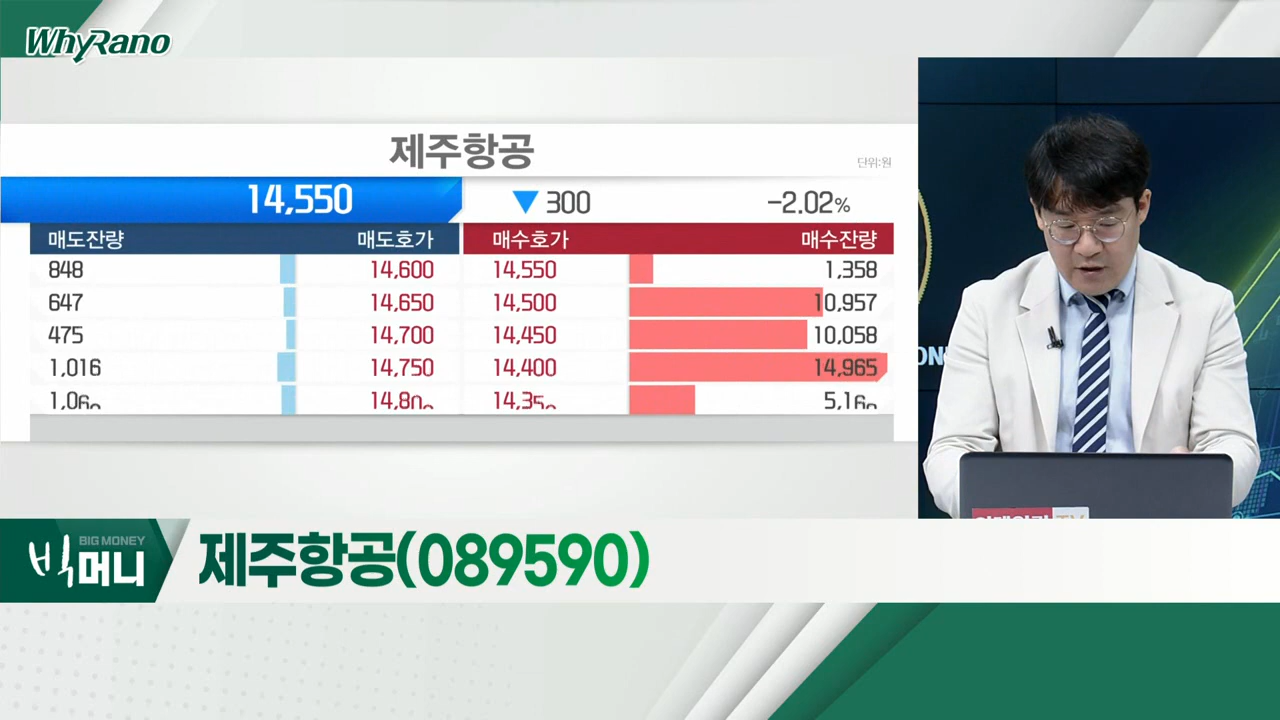 WhyRano
제주항공
단위:원
14,550 ▼ 300 -2.02%
매도잔량 매도호가 매수호가 매수잔량
848 14,600 14,550 1,358
647 14,650 14,500 10,957
475 14,700 14,450 10,058
1,016 14,750 14,400 14,965
BIG MONEY
빅머니
제주항공(089590)